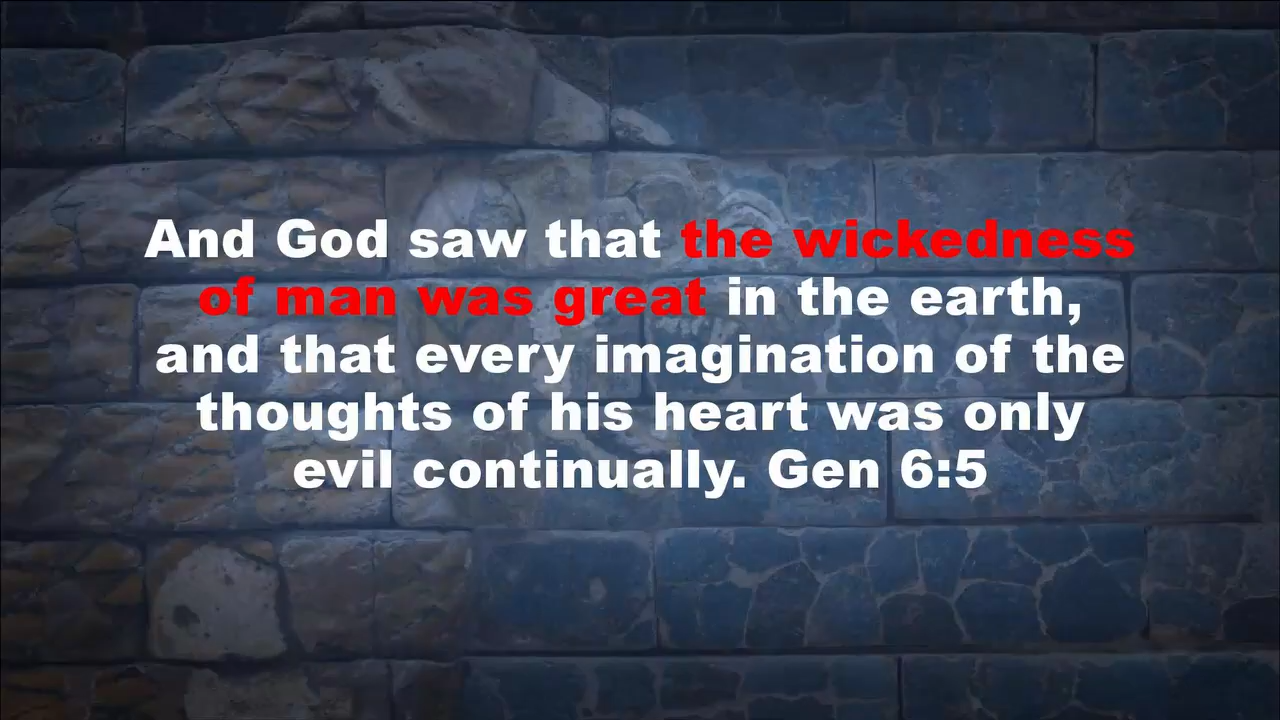 And God saw that the wickedness
of man was great in the earth,
and that every imagination of the
thoughts of his heart was only
evil continually. Gen 6:5